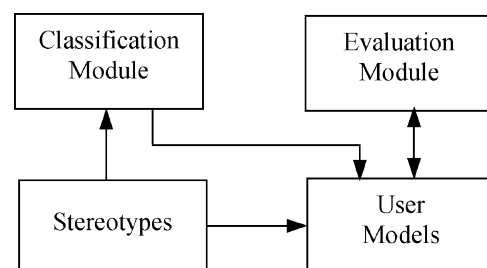 Classification
Module
Evaluation
Module
Stereotypes
User
Models